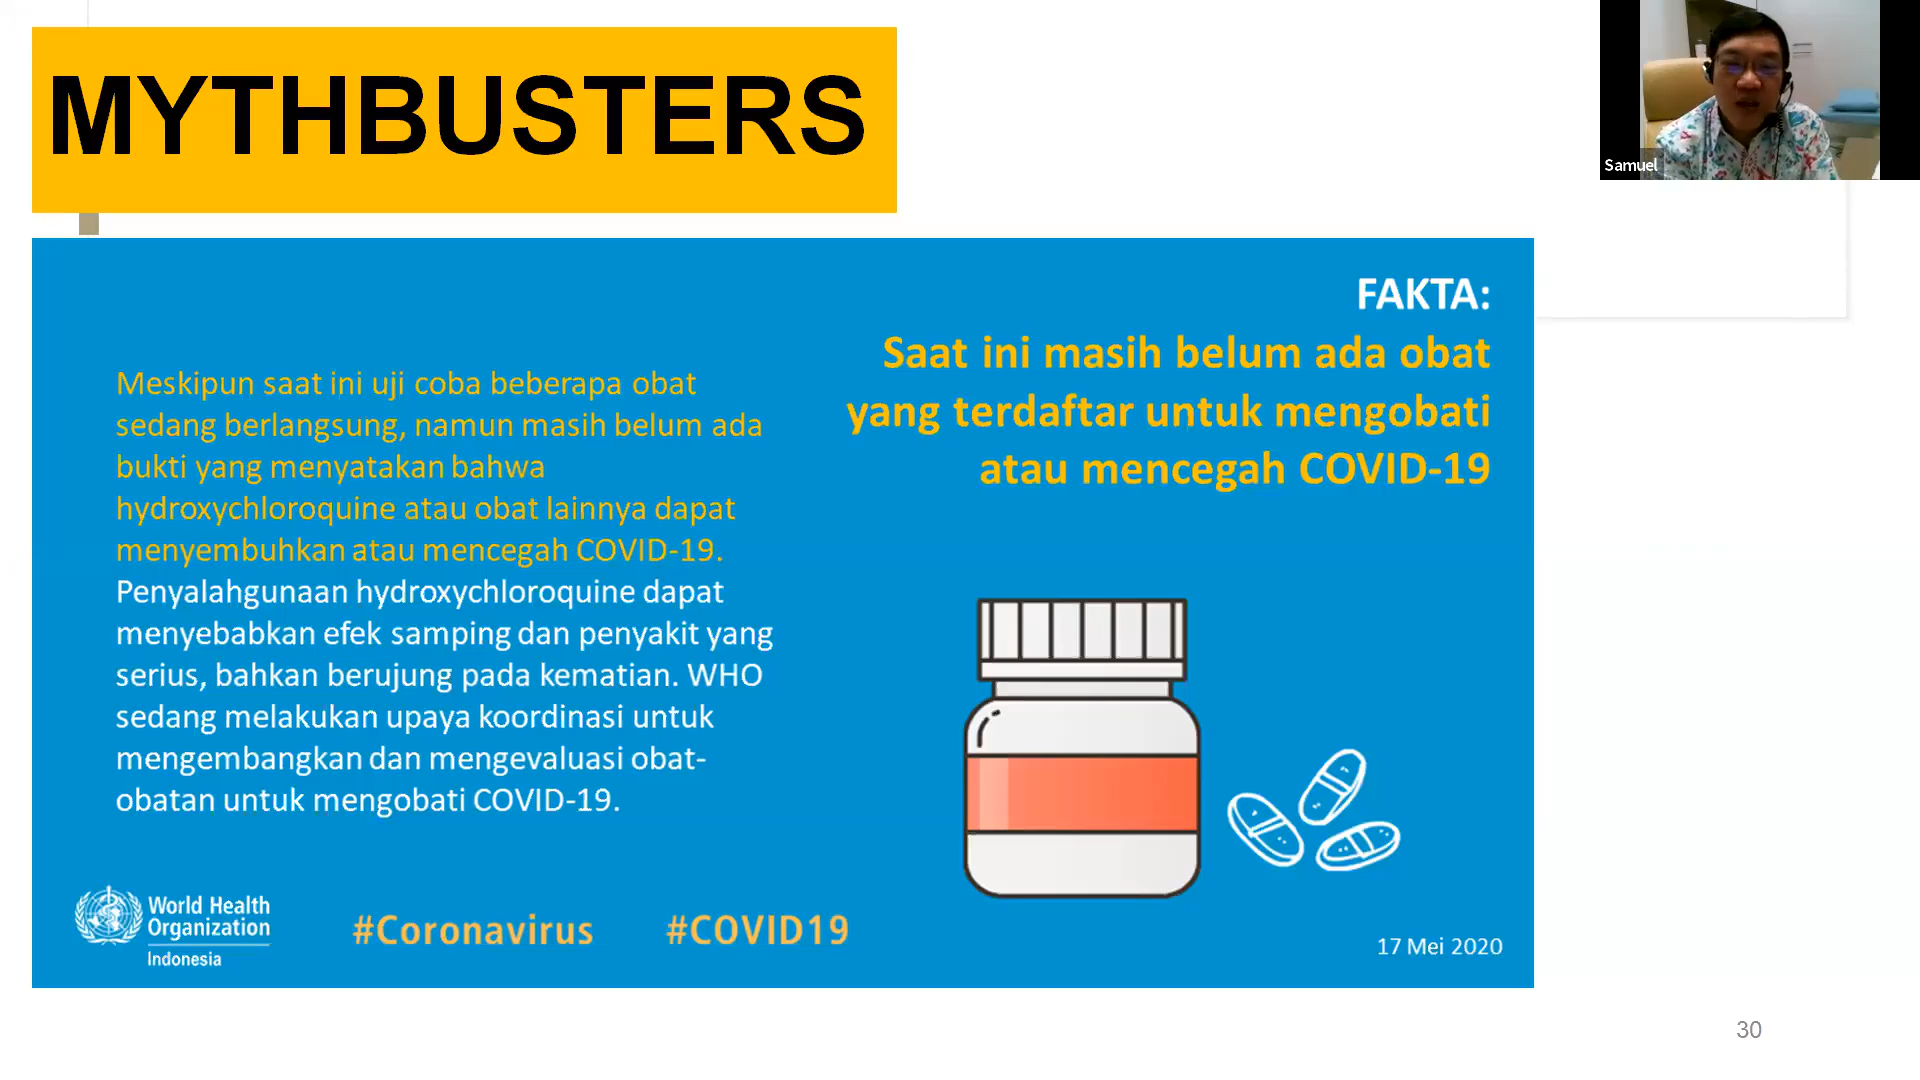 MYTHBUSTERS
Samuel
FAKTA:
Saat ini masih belum ada obat
yang terdaftar untuk mengobati
atau mencegah COVID-19
Meskipun saat ini uji coba beberapa obat
sedang berlangsung, namun masih belum ada
bukti yang menyatakan bahwa
hydroxychloroquine atau obat lainnya dapat
menyembuhkan atau mencegah COVID-19.
Penyalahgunaan hydroxychloroquine dapat
menyebabkan efek samping dan penyakit yang
serius, bahkan berujung pada kematian. WHO
sedang melakukan upaya koordinasi untuk
mengembangkan dan mengevaluasi obat-
obatan untuk mengobati COVID-19.
World Health
Organization
Indonesia
#Coronavirus #COVID19
17 Mei 2020
30